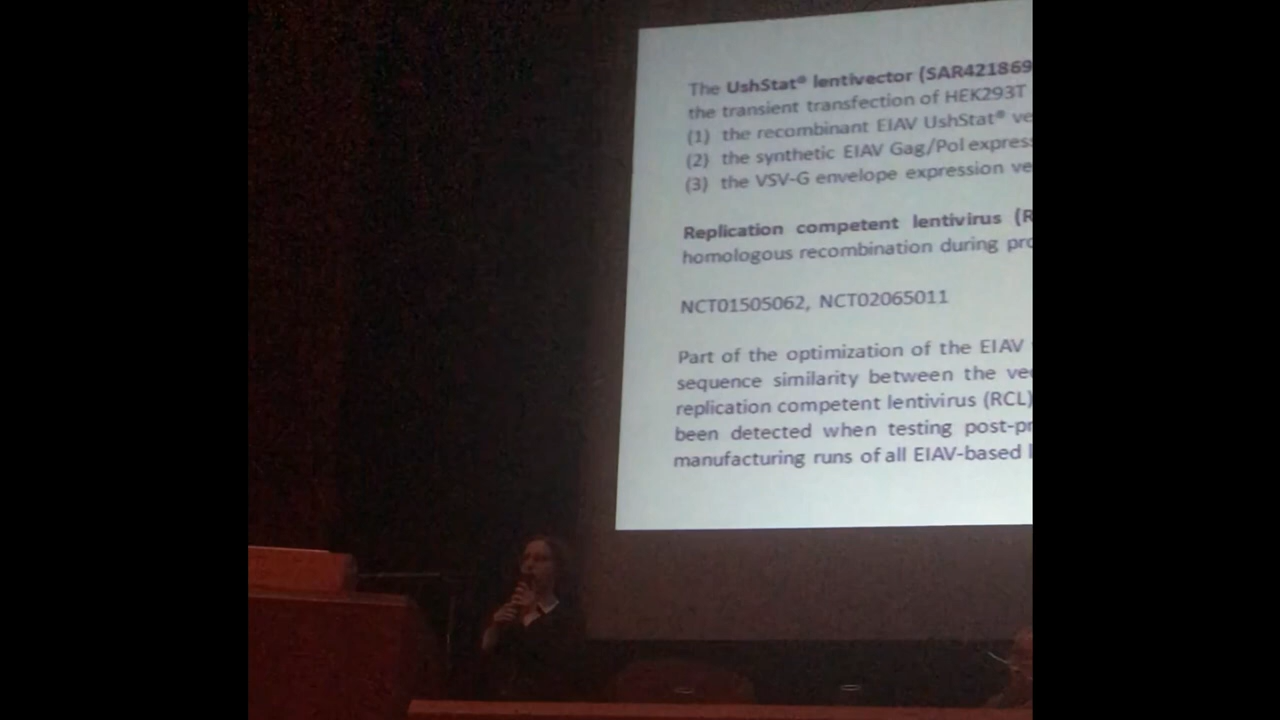 The UshStat® lentivector (SAR421869
the transient transfection of HEK293T
(1) the recombinant EIAV UshStat® ve
(2) the synthetic EIAV Gag/Pol express
(3) the VSV-G envelope expression ve
Replication competent lentivirus (R
homologous recombination during pro
NCT01505062, NCT02065011
Part of the optimization of the EIAV
sequence similarity between the vec
replication competent lentivirus (RCL)
been detected when testing post-pr
manufacturing runs of all EIAV-based l